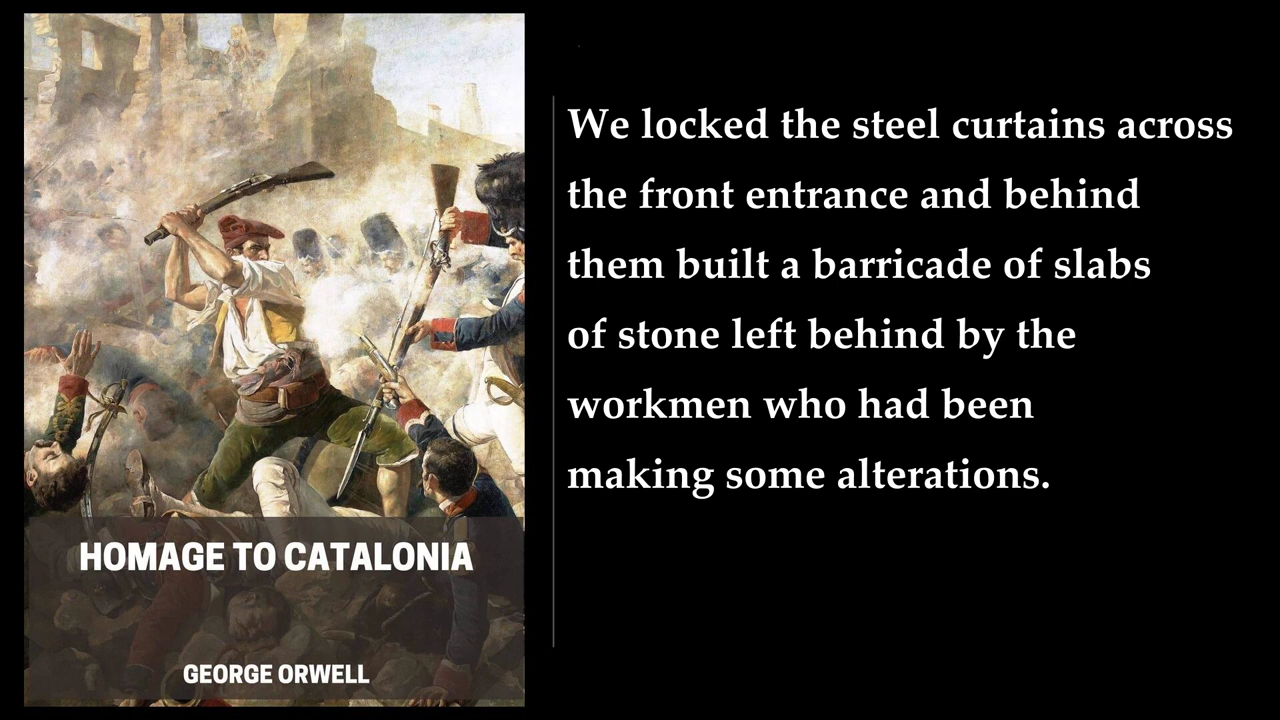 We locked the steel curtains across
the front entrance and behind
them built a barricade of slabs
of stone left behind by the
workmen who had been
making some alterations.
HOMAGE TO CATALONIA
GEORGE ORWELL